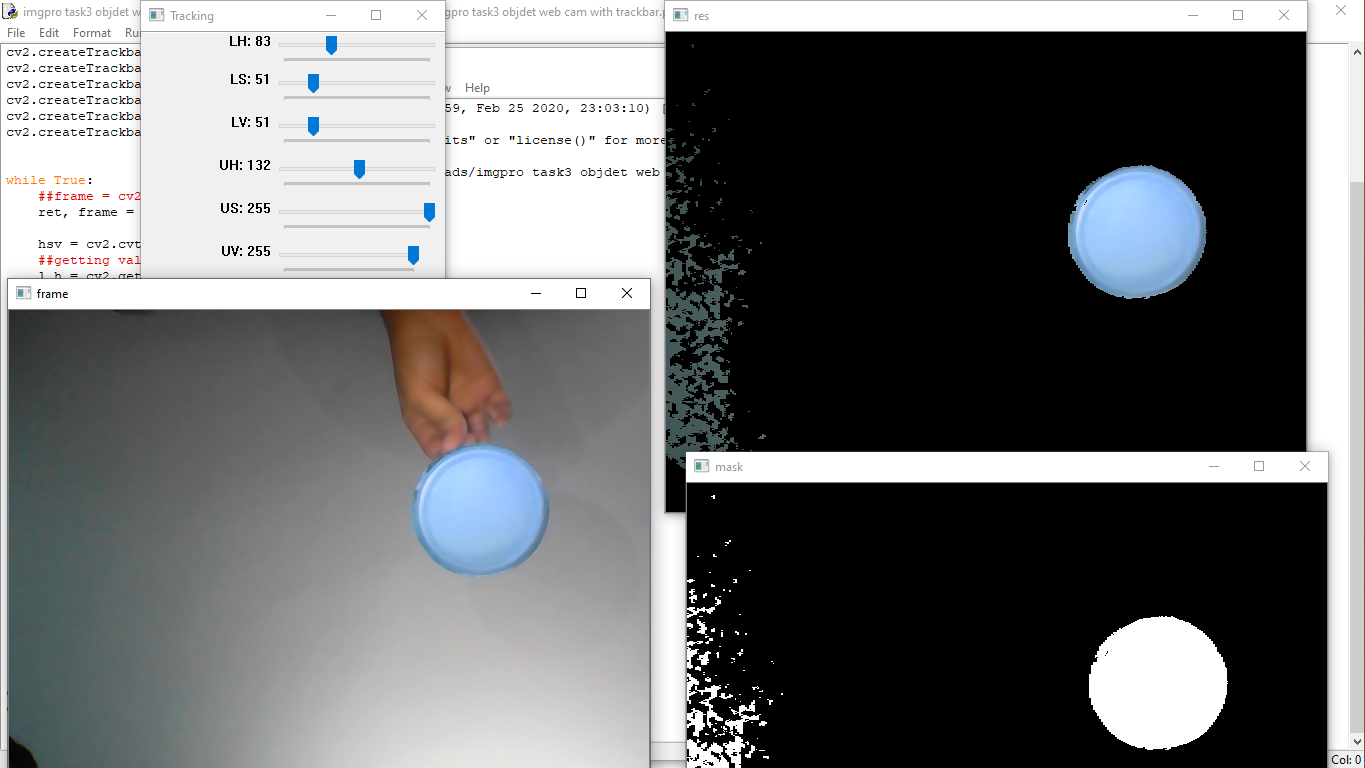 imgpro task3 objdet w
File Edit Format Ru
cv2.createTrackba
cv2.createTrackba
cv2.createTrackba
cv2.createTrackba
cv2.createTrackba
cv2.createTrackba
while True:
##frame = cv2
ret, frame =
hsv = cv2.cvt
##getting val
l_h = cv2.get
Tracking
LH: 83
LS: 51
LV: 51
UH: 132
US: 255
UV: 255
gpro task3 objdet web cam with trackbar.p
w Help
59, Feb 25 2020, 23:03:10) [
its" or "license()" for more
ads/imgpro task3 objdet web
res
frame
mask
Col: 0